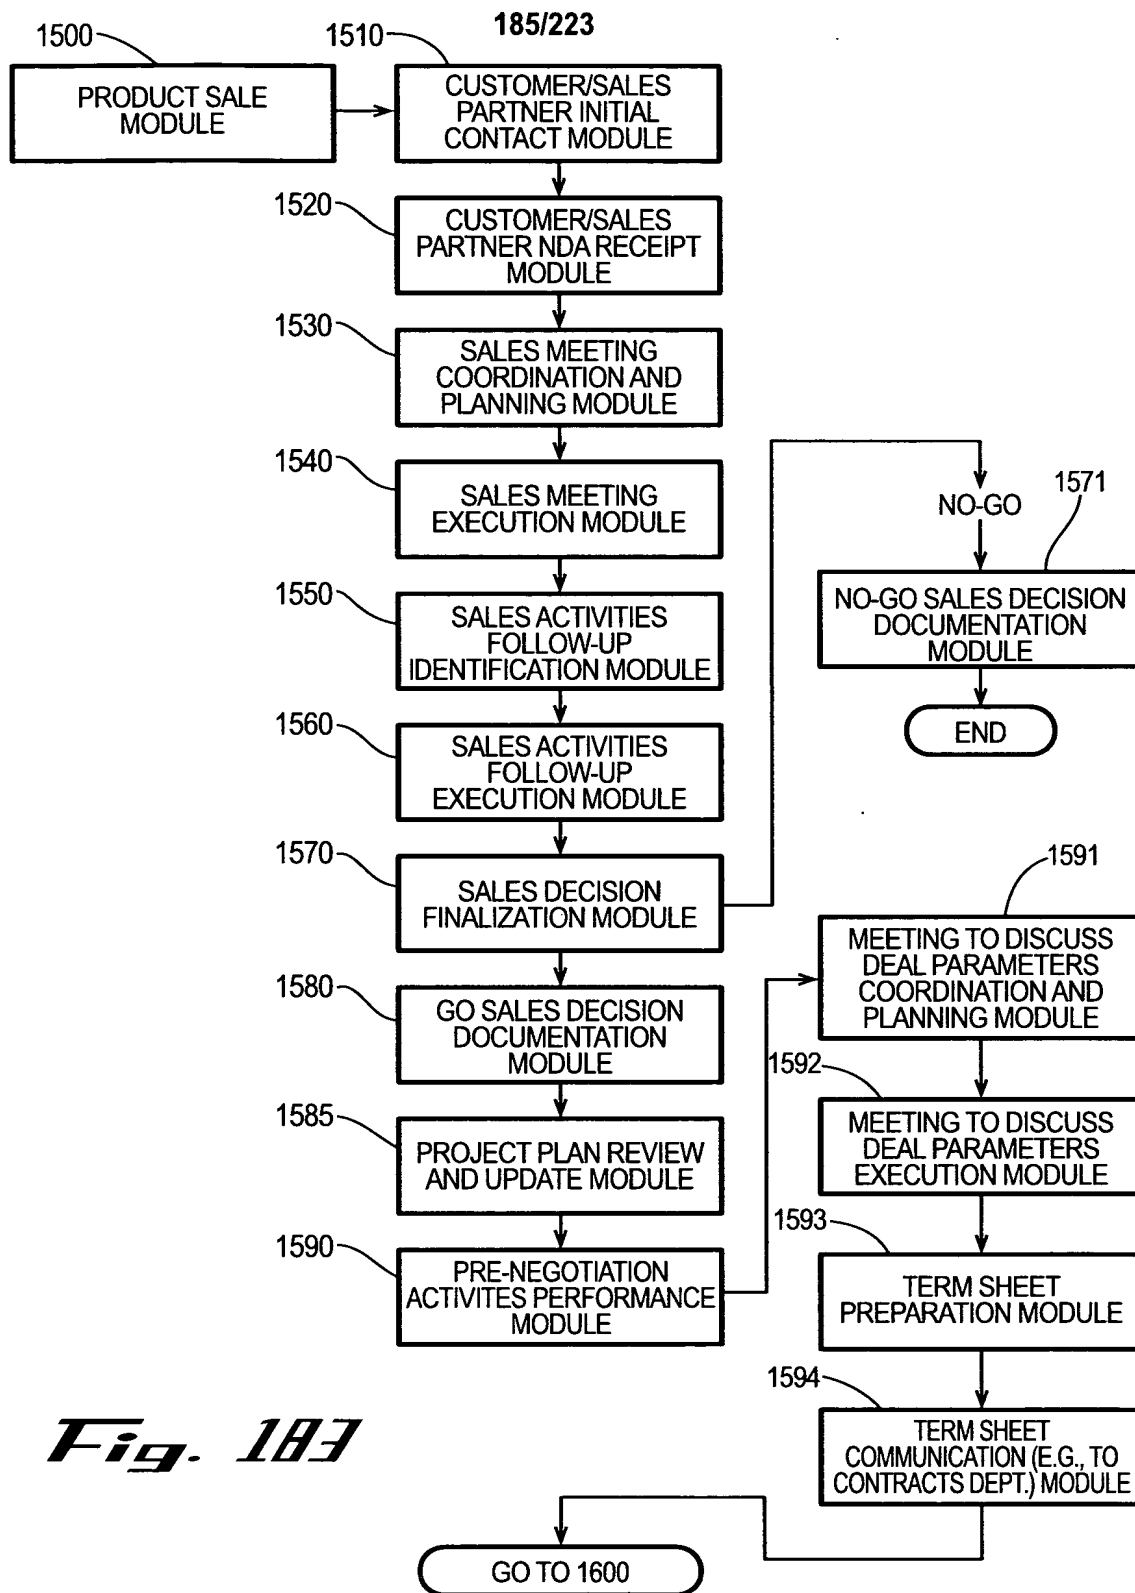 185/223
1500
PRODUCT SALE
MODULE
1510
CUSTOMER/SALES
PARTNER INITIAL
CONTACT MODULE
1520
CUSTOMER/SALES
PARTNER NDA RECEIPT
MODULE
1530
SALES MEETING
COORDINATION AND
PLANNING MODULE
1540
SALES MEETING
EXECUTION MODULE
1550
SALES ACTIVITIES
FOLLOW-UP
IDENTIFICATION MODULE
1560
SALES ACTIVITIES
FOLLOW-UP
EXECUTION MODULE
1570
SALES DECISION
FINALIZATION MODULE
NO-GO
1571
NO-GO SALES DECISION
DOCUMENTATION
MODULE
END
1580
GO SALES DECISION
DOCUMENTATION
MODULE
1585
PROJECT PLAN REVIEW
AND UPDATE MODULE
1590
PRE-NEGOTIATION
ACTIVITES PERFORMANCE
MODULE
1591
MEETING TO DISCUSS
DEAL PARAMETERS
COORDINATION AND
PLANNING MODULE
1592
MEETING TO DISCUSS
DEAL PARAMETERS
EXECUTION MODULE
1593
TERM SHEET
PREPARATION MODULE
1594
TERM SHEET
COMMUNICATION (E.G., TO
CONTRACTS DEPT.) MODULE
GO TO 1600
Fig. 183